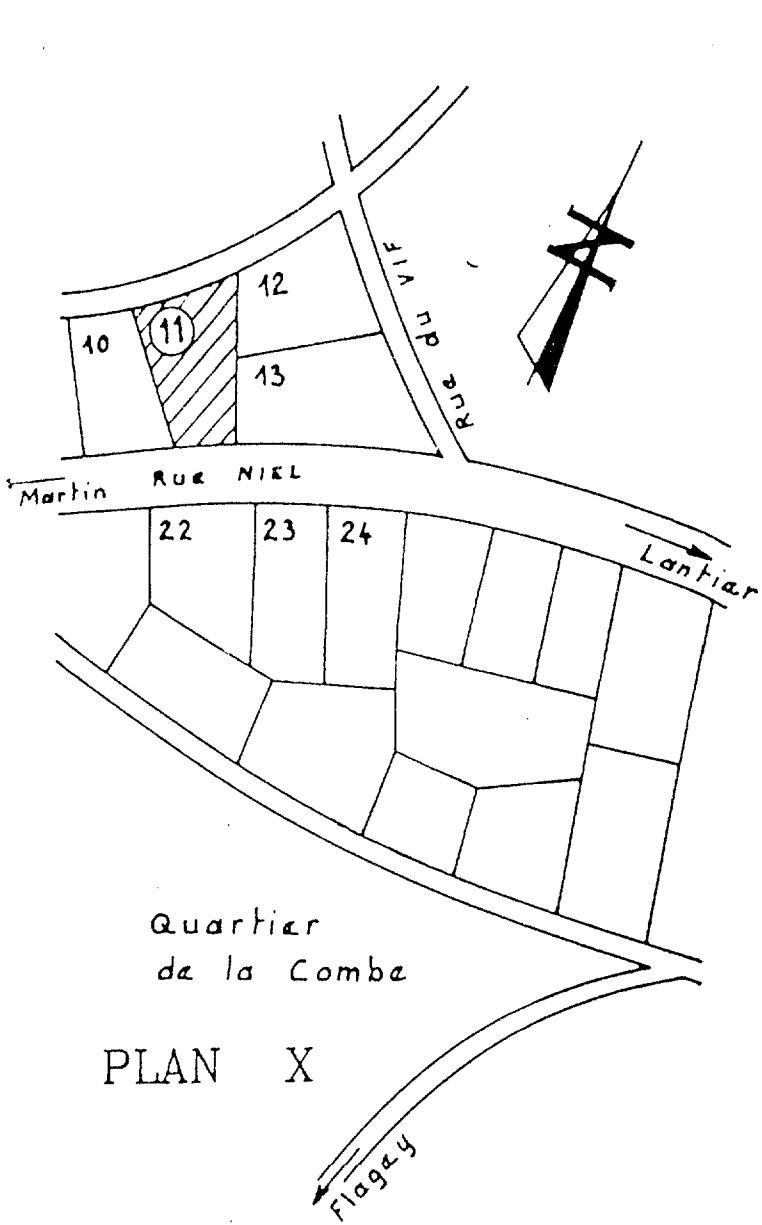 N
Rue du VIF
12
11
10
13
Rue NIEL
Martin
22
23
24
Lantier
Quartier
de la Combe
PLAN X
Flagey